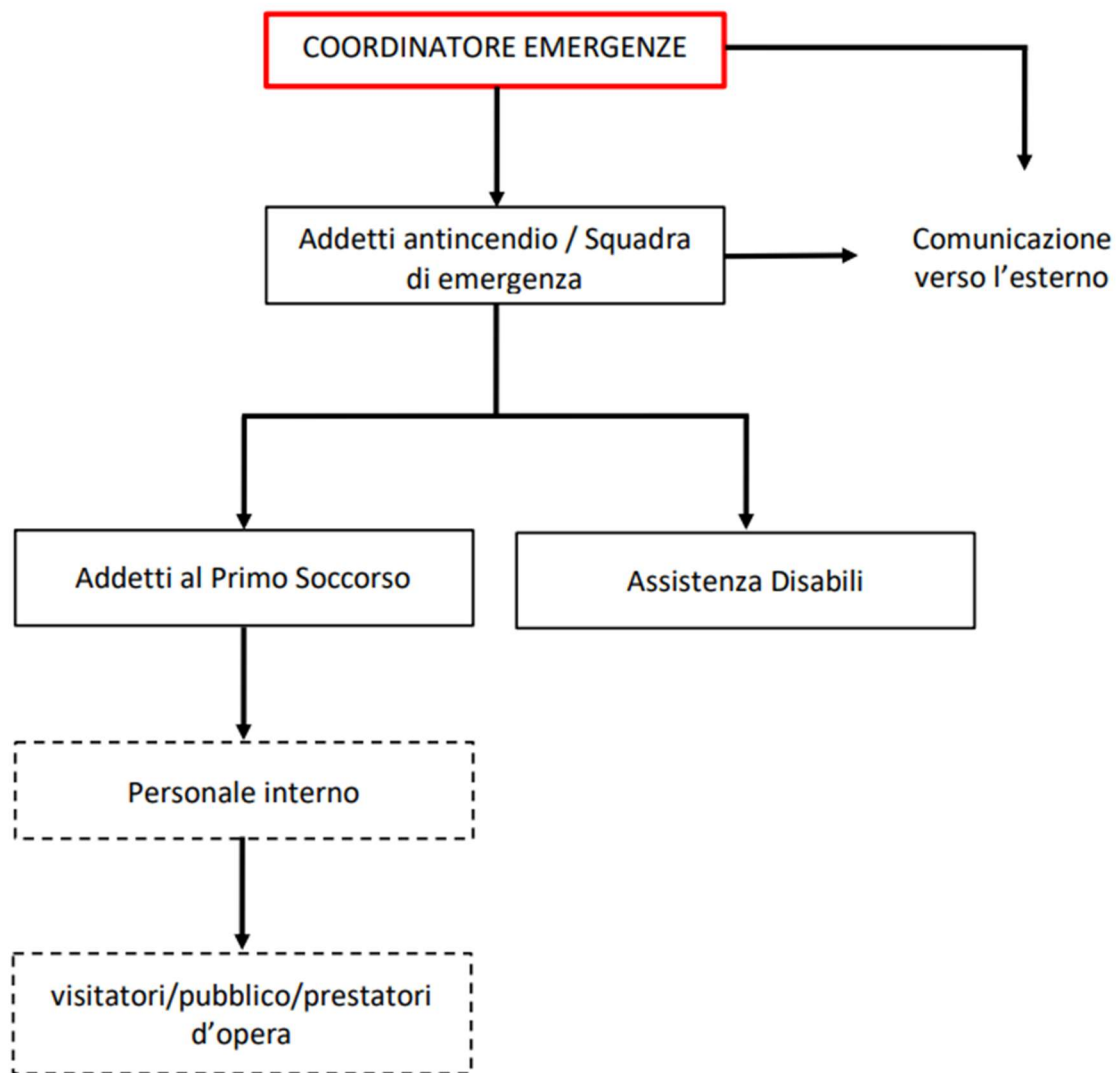 COORDINATORE EMERGENZE
Addetti antincendio / Squadra
di emergenza
Comunicazione
verso l’esterno
Addetti al Primo Soccorso
Assistenza Disabili
Personale interno
visitatori/pubblico/prestatori
d’opera